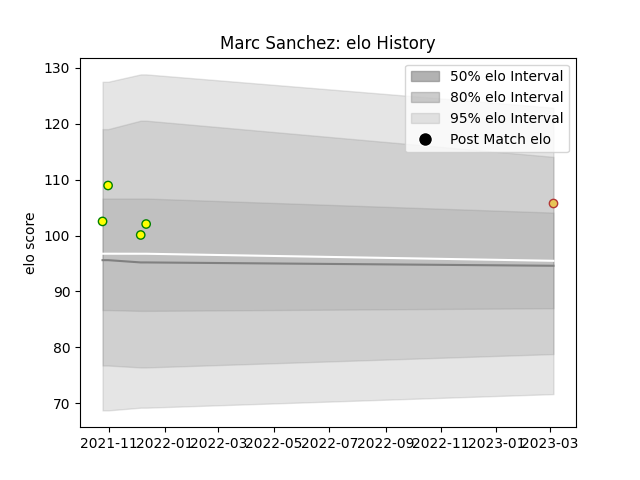 Marc Sanchez: elo History
130
120
110
100
90
80
70
elo score
50% elo Interval
80% elo Interval
95% elo Interval
Post Match elo
2021-11 2022-01 2022-03 2022-05 2022-07 2022-09 2022-11 2023-01 2023-03